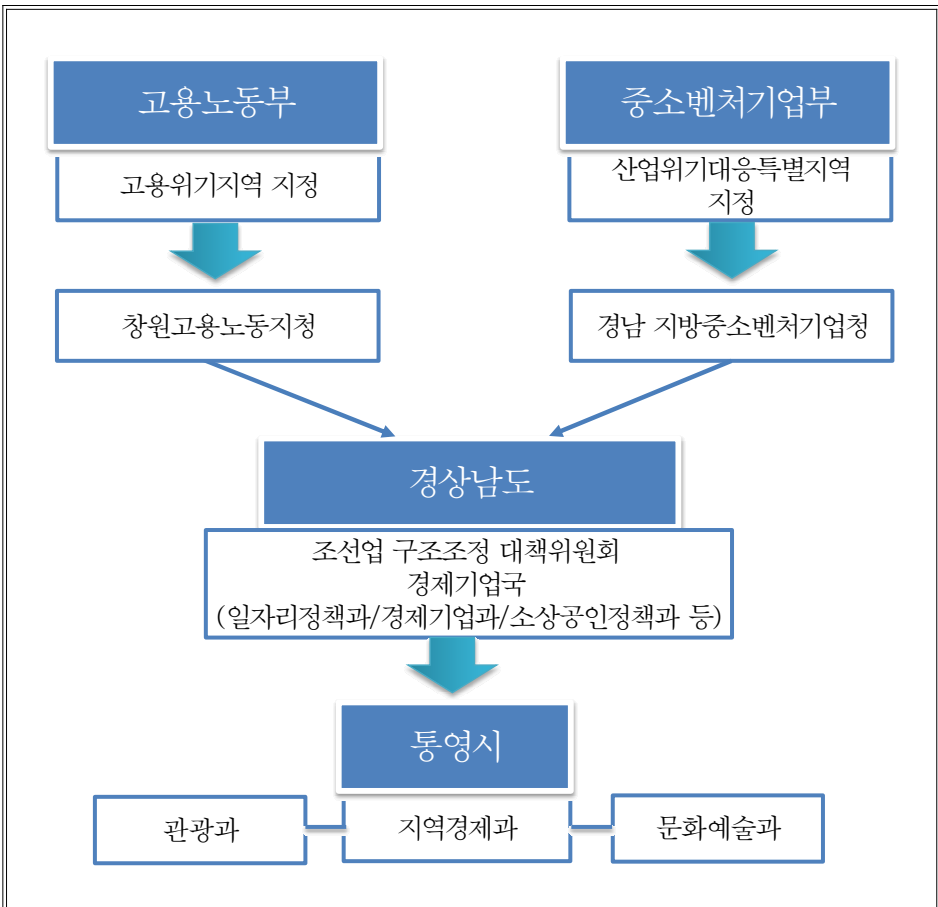 고용노동부
고용위기지역 지정
창원고용노동지청
중소벤처기업부
산업위기대응특별지역
지정
경남 지방중소벤처기업청
경상남도
조선업 구조조정 대책위원회
경제기업국
(일자리정책과/경제기업과/소상공인정책과 등)
통영시
관광과
지역경제과
문화예술과